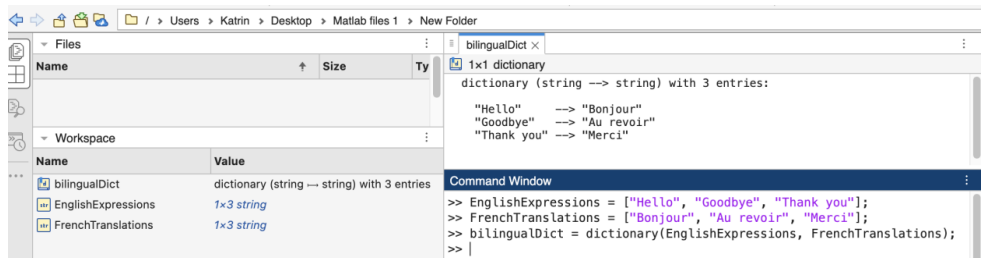 / > Users > Katrin > Desktop > Matlab files 1 > New Folder
Files
Name Size Ty
Workspace
Name Value
bilingualDict dictionary (string ⟼ string) with 3 entries
EnglishExpressions 1×3 string
FrenchTranslations 1×3 string
bilingualDict
1×1 dictionary
dictionary (string --> string) with 3 entries:
"Hello" --> "Bonjour"
"Goodbye" --> "Au revoir"
"Thank you" --> "Merci"
Command Window
>> EnglishExpressions = ["Hello", "Goodbye", "Thank you"];
>> FrenchTranslations = ["Bonjour", "Au revoir", "Merci"];
>> bilingualDict = dictionary(EnglishExpressions, FrenchTranslations);
>>